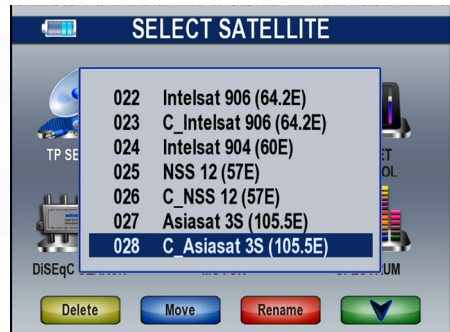 SELECT SATELLITE
022 Intelsat 906 (64.2E)
023 C_Intelsat 906 (64.2E)
024 Intelsat 904 (60E)
025 NSS 12 (57E)
026 C_NSS 12 (57E)
027 Asiasat 3S (105.5E)
028 C_Asiasat 3S (105.5E)
TP SE
ET
OL
DiSEqC
UM
Delete Move Rename